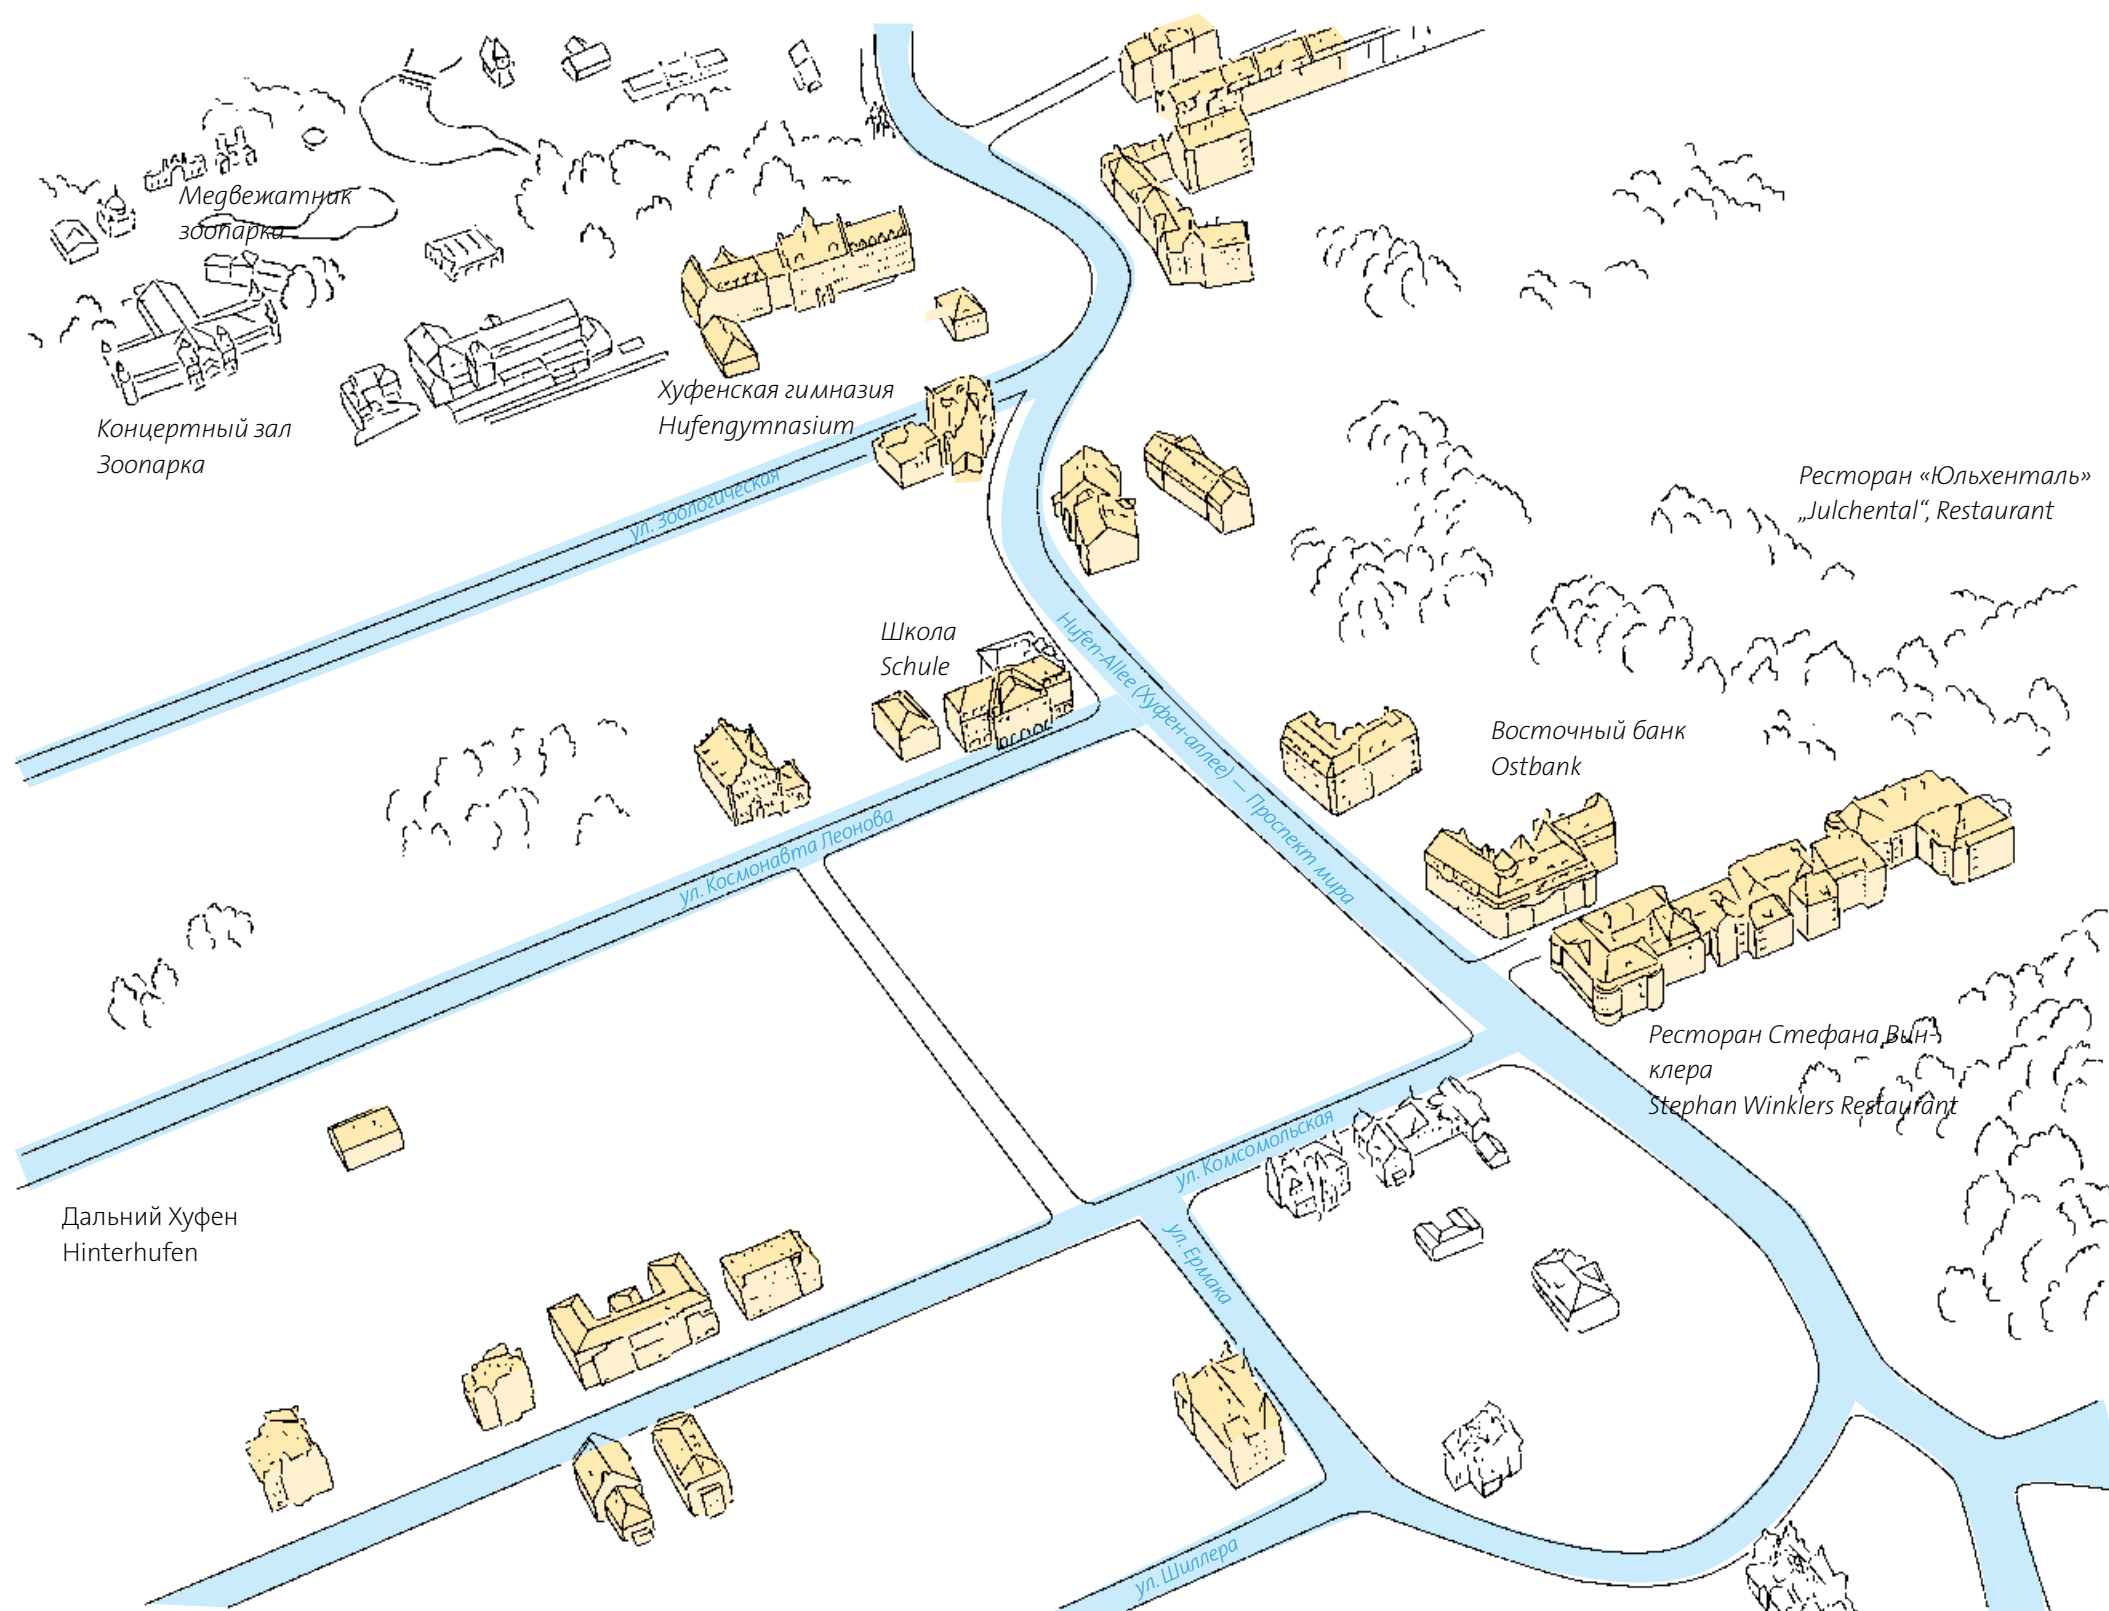 Медвежатник
зоопарка
Хуфенская гимназия
Hufengymnasium
Концертный зал
Зоопарка
ул. Зоологическая
Ресторан «Юльхенталь»
„Julchental“, Restaurant
Школа
Schule
Hufen-Allee (Хуфен-аллее) — Проспект мира
Восточный банк
Ostbank
ул. Космонавта Леонова
Ресторан Стефана Вин-
клера
Stephan Winklers Restaurant
ул. Комсомольская
Дальний Хуфен
Hinterhufen
ул. Ермака
ул. Шиллера